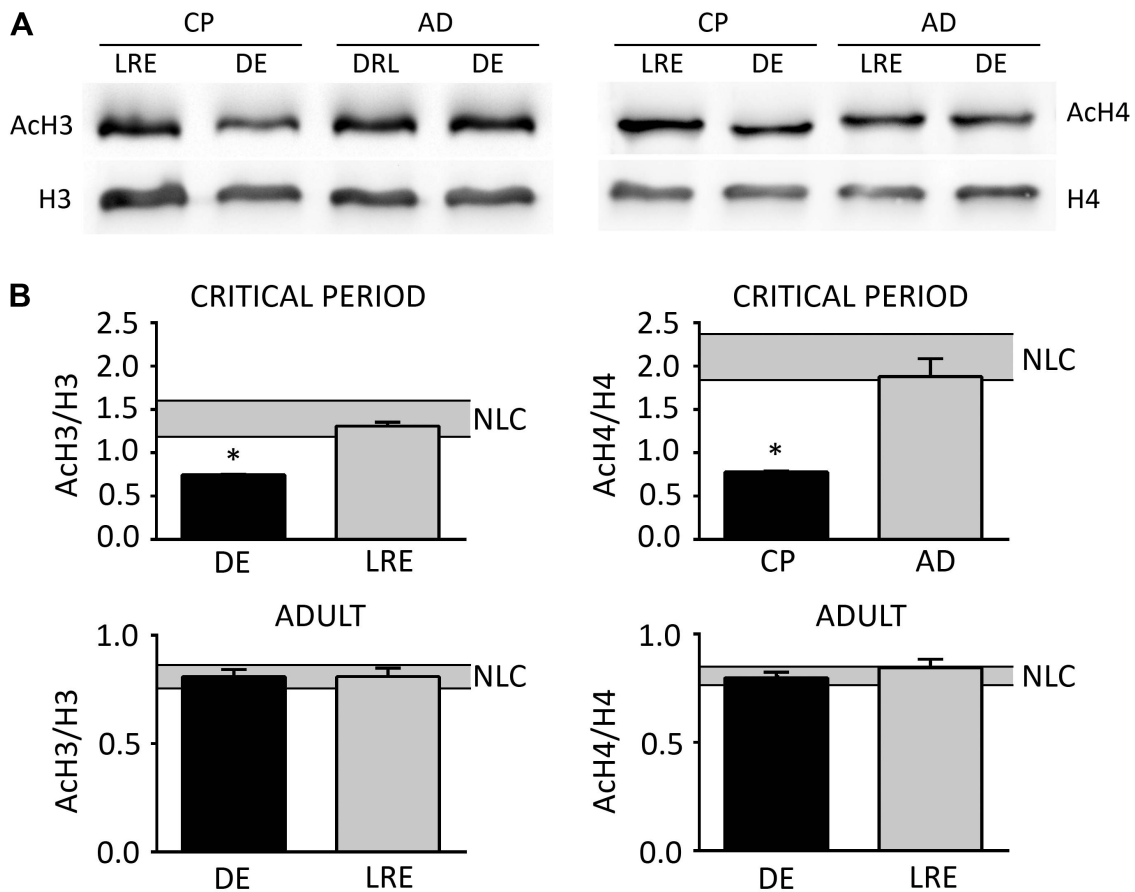 A
CP AD CP AD
LRE DE DRL DE LRE DE LRE DE
AcH3 AcH4
H3 H4
B
CRITICAL PERIOD
AcH3/H3
2.5
2.0
1.5
1.0
0.5
0.0
*
NLC
DE LRE
CRITICAL PERIOD
AcH4/H4
2.5
2.0
1.5
1.0
0.5
0.0
*
NLC
CP AD
ADULT
AcH3/H3
1.0
0.5
0.0
NLC
DE LRE
ADULT
AcH4/H4
1.0
0.5
0.0
NLC
DE LRE